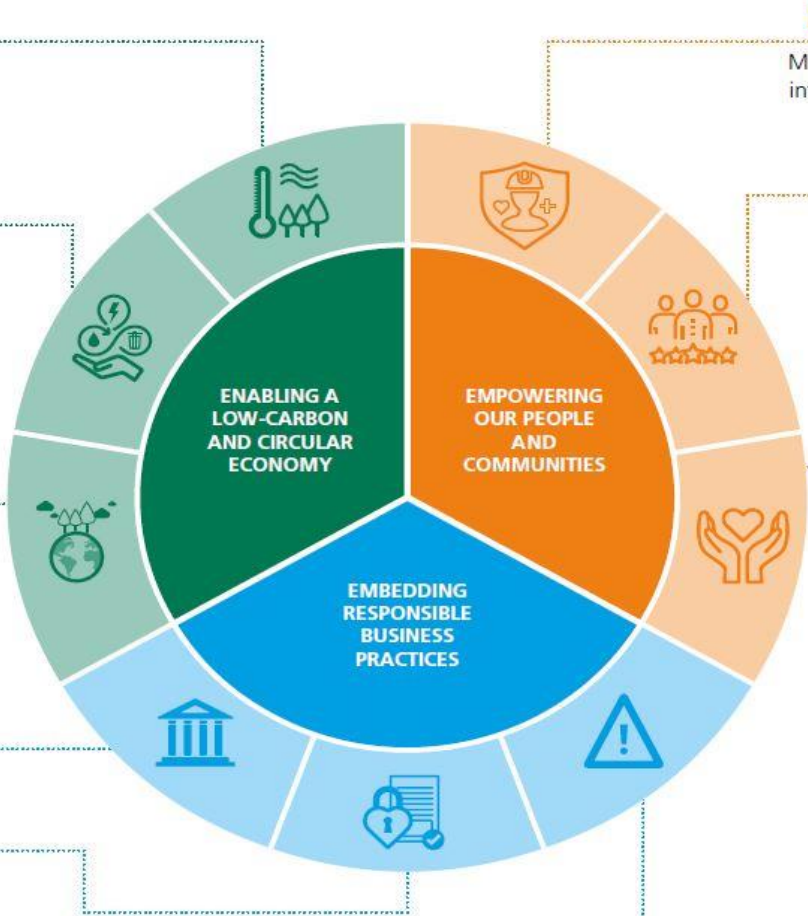 ENABLING A
LOW-CARBON
AND CIRCULAR
ECONOMY
EMPOWERING
OUR PEOPLE
AND
COMMUNITIES
EMBEDDING
RESPONSIBLE
BUSINESS
PRACTICES